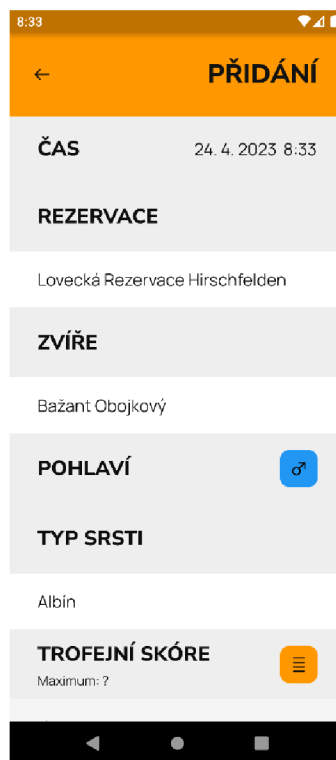 8:33
PŘIDÁNÍ
ČAS 24. 4. 2023 8:33
REZERVACE
Lovecká Rezervace Hirschfelden
ZVÍŘE
Bažant Obojkový
POHLAVÍ
TYP SRSTI
Albín
TROFEJNÍ SKÓRE
Maximum: ?